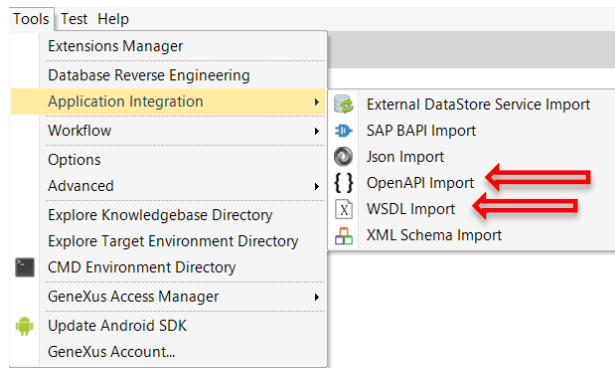 Tools Test Help
Extensions Manager
Database Reverse Engineering
Application Integration
Workflow
Options
Advanced
Explore Knowledgebase Directory
Explore Target Environment Directory
CMD Environment Directory
GeneXus Access Manager
Update Android SDK
GeneXus Account...
External DataStore Service Import
SAP BAPI Import
Json Import
{ } OpenAPI Import
X WSDL Import
XML Schema Import